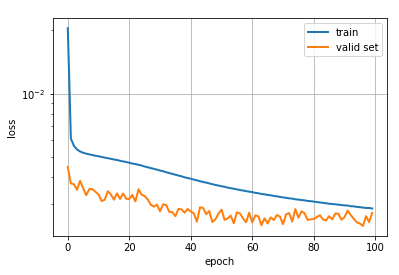 train
valid set
10⁻²
loss
0 20 40 60 80 100
epoch